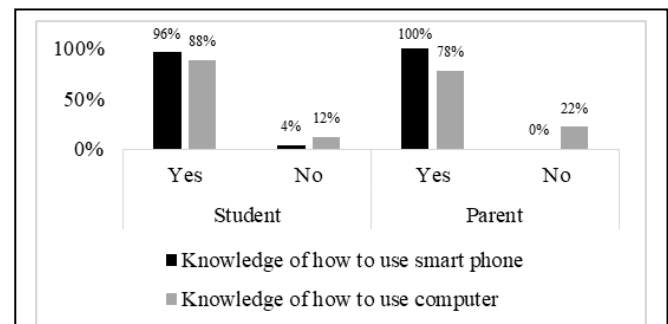 96% 88% 100% 78%
100%
50%
4% 12% 0% 22%
0%
Yes No Yes No
Student Parent
■ Knowledge of how to use smart phone
■ Knowledge of how to use computer